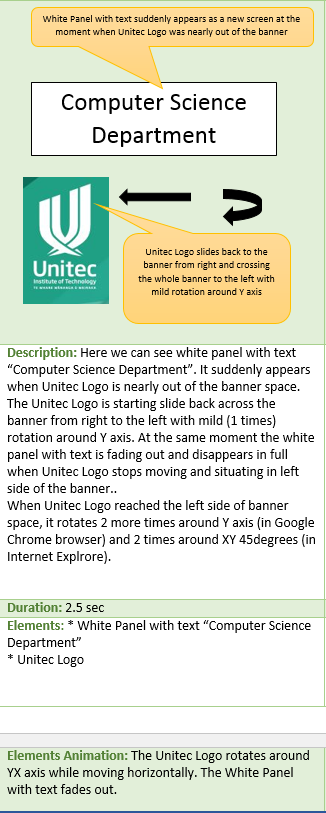 White Panel with text suddenly appears as a new screen at the
moment when Unitec Logo was nearly out of the banner
Computer Science
Department
Unitec
Institute of Technology
TE WHARE WĀNANGA O WAIRAKA
Unitec Logo slides back to the
banner from right and crossing
the whole banner to the left with
mild rotation around Y axis
Description: Here we can see white panel with text
“Computer Science Department”. It suddenly appears
when Unitec Logo is nearly out of the banner space.
The Unitec Logo is starting slide back across the
banner from right to the left with mild (1 times)
rotation around Y axis. At the same moment the white
panel with text is fading out and disappears in full
when Unitec Logo stops moving and situating in left
side of the banner..
When Unitec Logo reached the left side of banner
space, it rotates 2 more times around Y axis (in Google
Chrome browser) and 2 times around XY 45degrees (in
Internet Explrore).
Duration: 2.5 sec
Elements: * White Panel with text “Computer Science
Department”
* Unitec Logo
Elements Animation: The Unitec Logo rotates around
YX axis while moving horizontally. The White Panel
with text fades out.